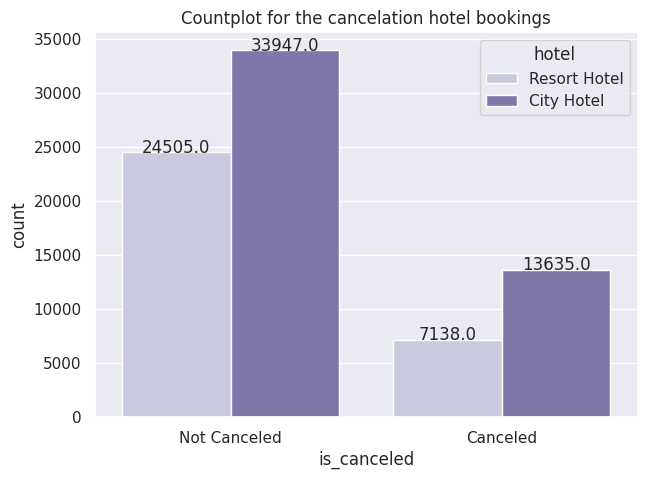 Countplot for the cancelation hotel bookings
35000
30000
25000
20000
15000
10000
5000
0
count
33947.0
24505.0
13635.0
7138.0
hotel
Resort Hotel
City Hotel
Not Canceled
Canceled
is_canceled